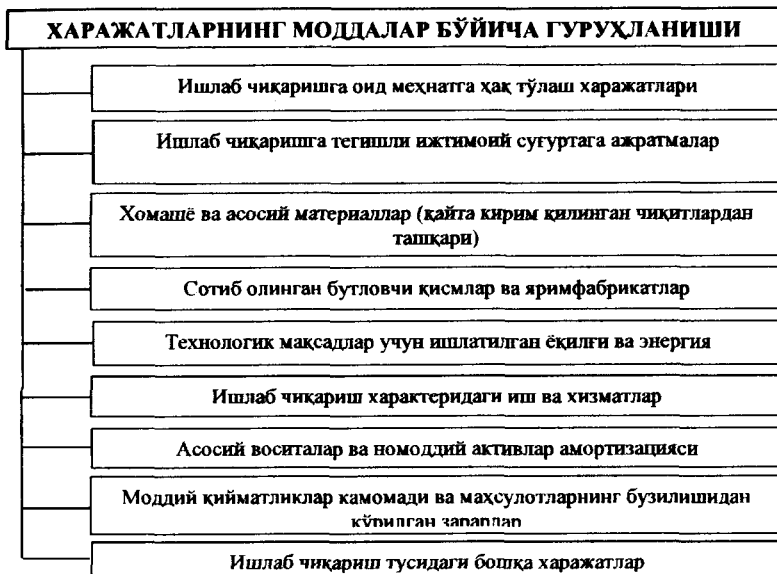 ХАРАЖАТЛАРНИНГ МОДДАЛАР БЎЙИЧА ГУРУҲЛАНИШИ
Ишлаб чиқаришга оид меҳнатга ҳақ тўлаш харажатлари
Ишлаб чиқаришга тегишли ижтимоий суғуртага ажратмалар
Хомашё ва асосий материаллар (қайта кирим қилинган чиқитлардан
ташқари)
Сотиб олинган бутловчи қисмлар ва яримфабрикатлар
Технологик мақсадлар учун ишлатилган ёқилғи ва энергия
Ишлаб чиқариш характеридаги иш ва хизматлар
Асосий воситалар ва номоддий активлар амортизацияси
Моддий қийматликлар камомади ва маҳсулотларнинг бузилишидан
кўрилган зарарлар
Ишлаб чиқариш тусидаги бошқа харажатлар